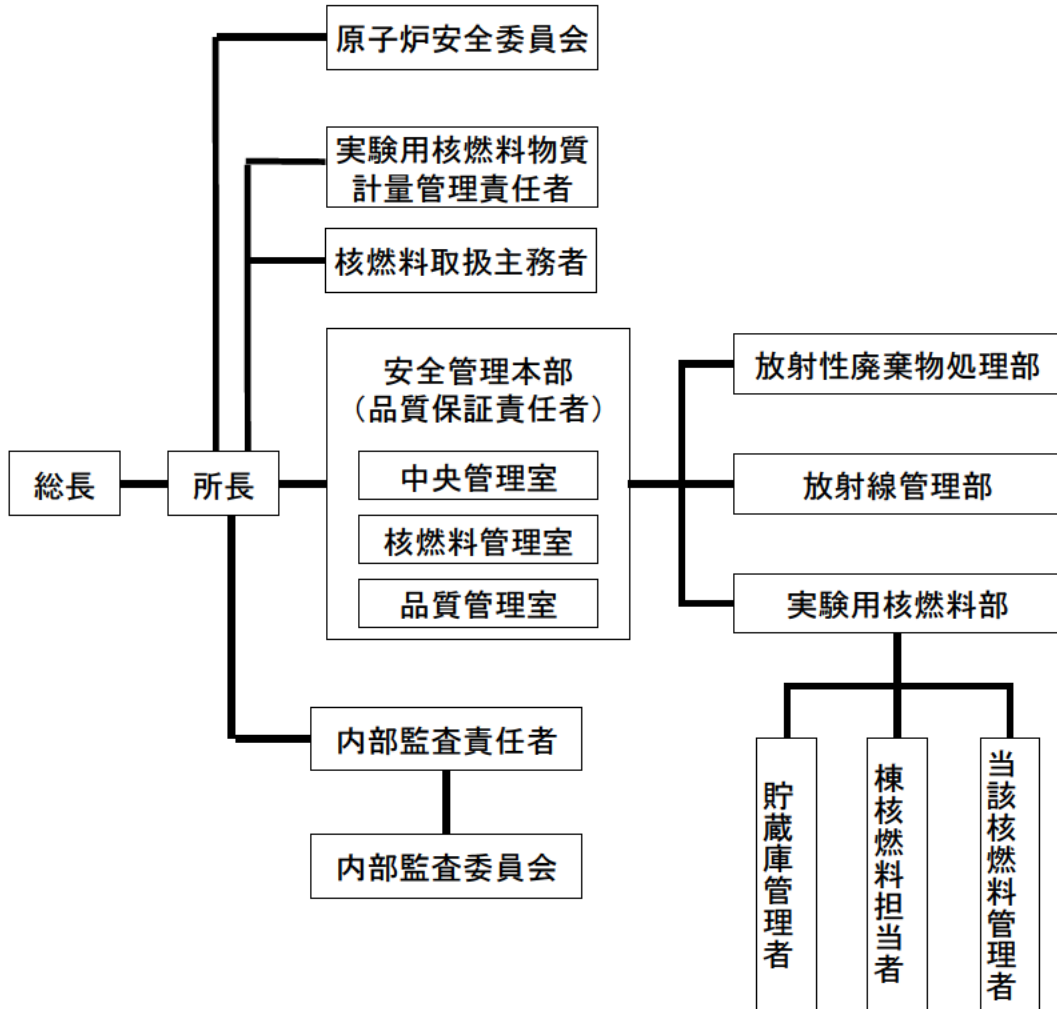 原子炉安全委員会
実験用核燃料物質
計量管理責任者
核燃料取扱主務者
安全管理本部
（品質保証責任者）
中央管理室
核燃料管理室
品質管理室
総長
所長
放射性廃棄物処理部
放射線管理部
実験用核燃料部
内部監査責任者
内部監査委員会
貯蔵庫管理者
棟核燃料担当者
当該核燃料管理者